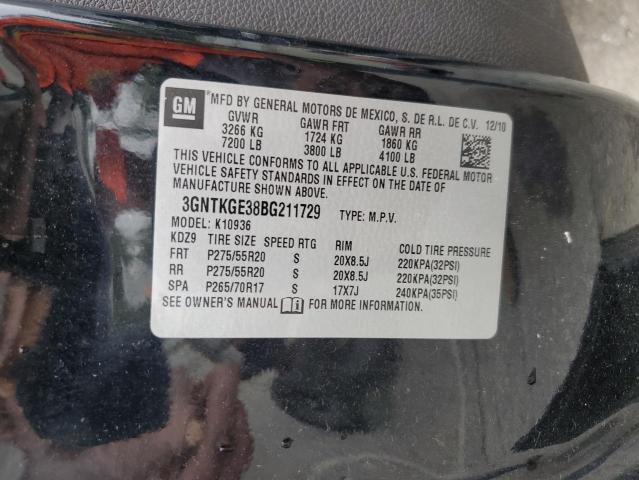 GM *MFD BY GENERAL MOTORS DE MEXICO, S. DE R.L. DE C.V. 12/10
GVWR GAWR FRT GAWR RR
3266 KG 1724 KG 1860 KG
7200 LB 3800 LB 4100 LB
THIS VEHICLE CONFORMS TO ALL APPLICABLE U.S. FEDERAL MOTOR
VEHICLE SAFETY STANDARDS IN EFFECT ON THE DATE OF
MANUFACTURE SHOWN ABOVE.
3GNTKGE38BG211729 TYPE: M.P.V.
MODEL: K10936
KDZ9 TIRE SIZE SPEED RTG RIM COLD TIRE PRESSURE
FRT P275/55R20 S 20X8.5J 220KPA(32PSI)
RR P275/55R20 S 20X8.5J 220KPA(32PSI)
SPA P265/70R17 S 17X7J 240KPA(35PSI)
SEE OWNER'S MANUAL FOR MORE INFORMATION.